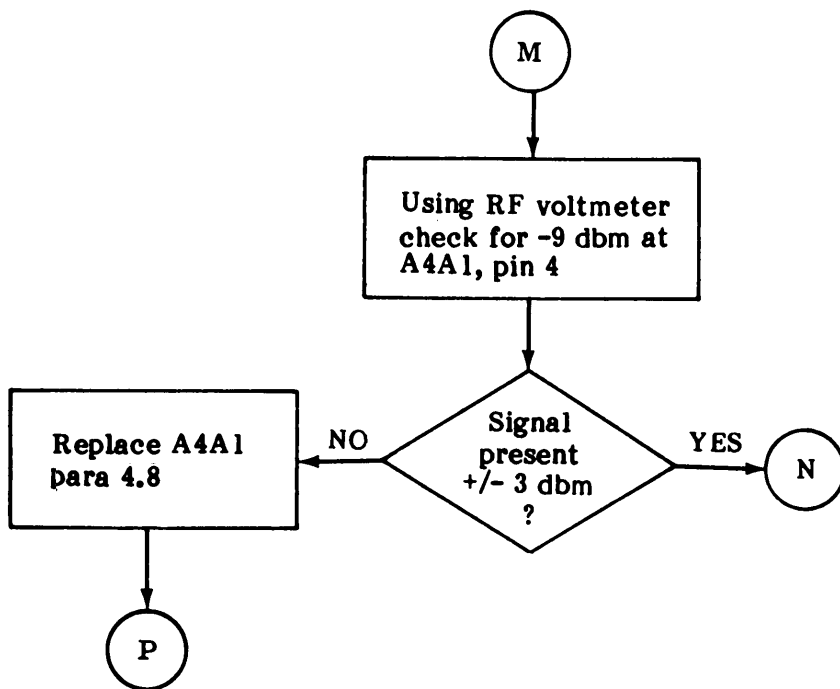 M
Using RF voltmeter
check for -9 dbm at
A4A1, pin 4
Signal
present
+/- 3 dbm
?
NO
YES
Replace A4A1
para 4.8
N
P